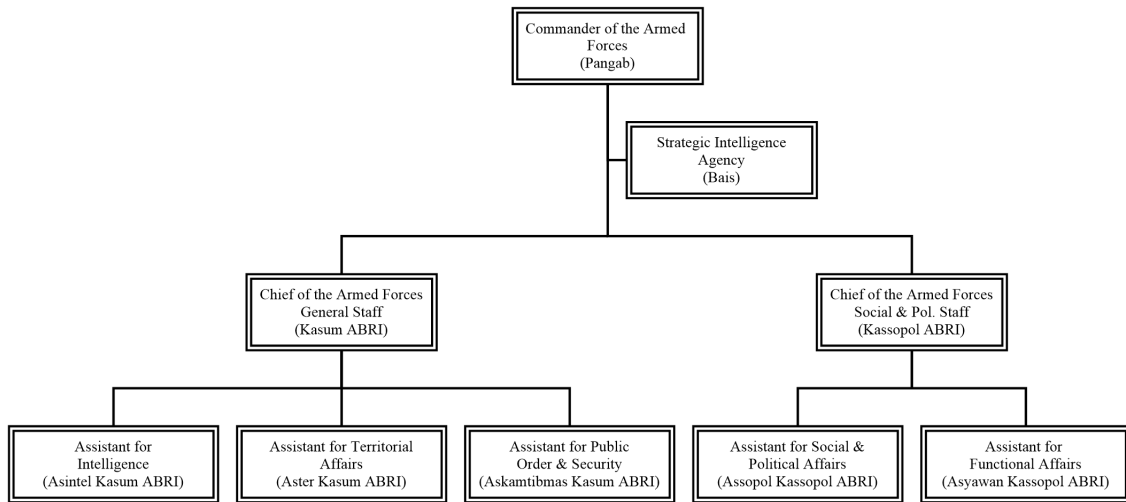 Commander of the Armed
Forces
(Pangab)
Strategic Intelligence
Agency
(Bais)
Chief of the Armed Forces
General Staff
(Kasum ABRI)
Chief of the Armed Forces
Social & Pol. Staff
(Kassopol ABRI)
Assistant for
Intelligence
(Asintel Kasum ABRI)
Assistant for Territorial
Affairs
(Aster Kasum ABRI)
Assistant for Public
Order & Security
(Askamtibmas Kasum ABRI)
Assistant for Social &
Political Affairs
(Assopol Kassopol ABRI)
Assistant for
Functional Affairs
(Asyawan Kassopol ABRI)